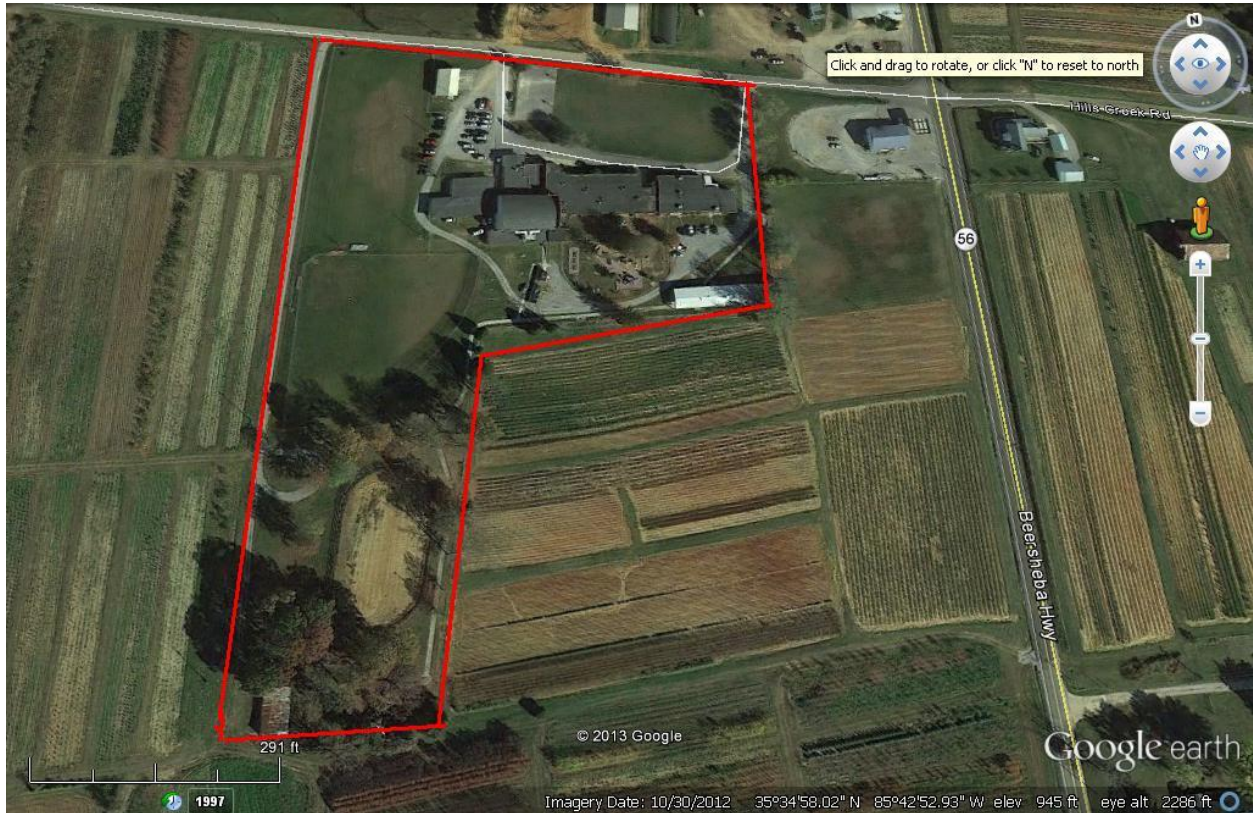 N
Click and drag to rotate, or click "N" to reset to north
Hills Creek Rd
56
Beersheba Hwy
291 ft
© 2013 Google
Google earth
1997
Imagery Date: 10/30/2012 35°34'58.02" N 85°42'52.93" W elev 945 ft eye alt 2286 ft